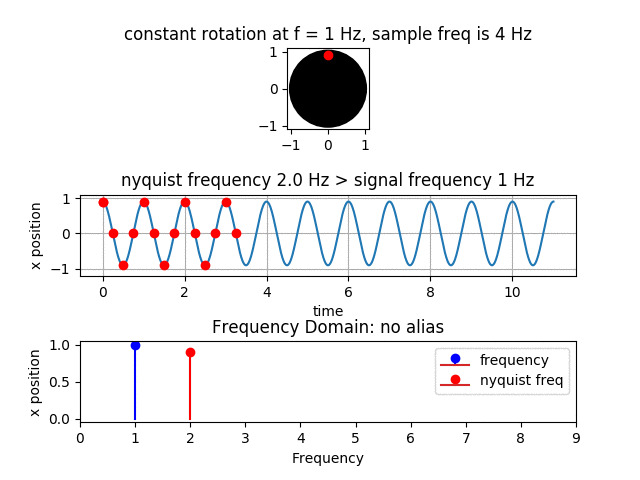 constant rotation at f = 1 Hz, sample freq is 4 Hz
1
0
−1
−1 0 1
nyquist frequency 2.0 Hz > signal frequency 1 Hz
1
0
−1
x position
0 2 4 6 8 10
time
Frequency Domain: no alias
1.0
0.5
0.0
x position
frequency
nyquist freq
0 1 2 3 4 5 6 7 8 9
Frequency